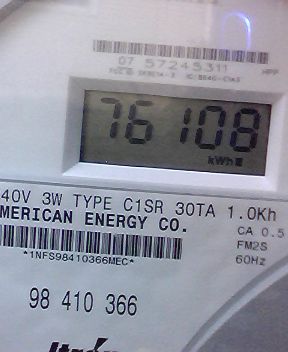 07 57245311
76108
kWh
40V 3W TYPE C1SR 30TA 1.0Kh
MERICAN ENERGY CO.
CA 0.5
FM2S
60Hz
*1NFS98410366MEC*
98 410 366
Itron